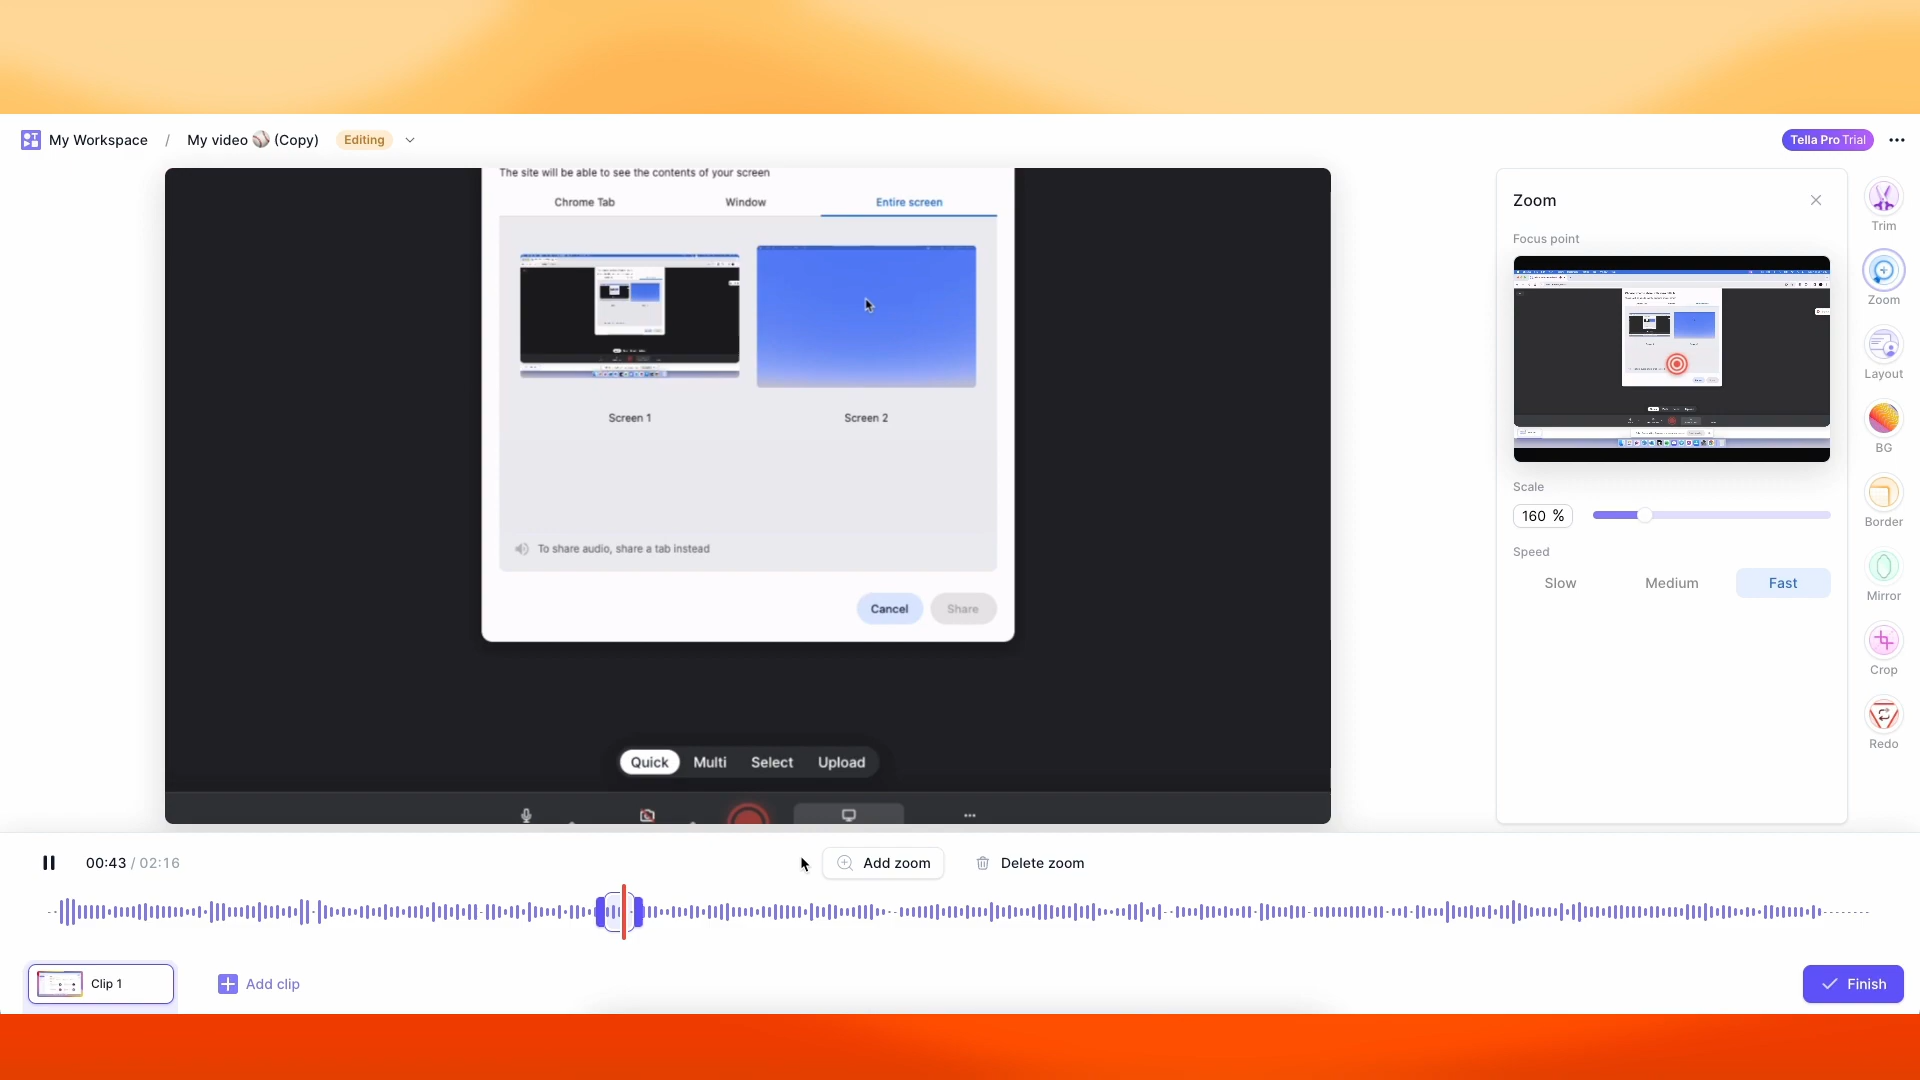 My Workspace / My video ⚾ (Copy) Editing
Tella Pro Trial
The site will be able to see the contents of your screen
Chrome Tab Window Entire screen
Screen 1 Screen 2
To share audio, share a tab instead
Cancel Share
Quick Multi Select Upload
Zoom
Focus point
Scale
160 %
Speed
Slow Medium Fast
Trim
Zoom
Layout
BG
Border
Mirror
Crop
Redo
00:43 / 02:16
Add zoom Delete zoom
Clip 1 Add clip
Finish